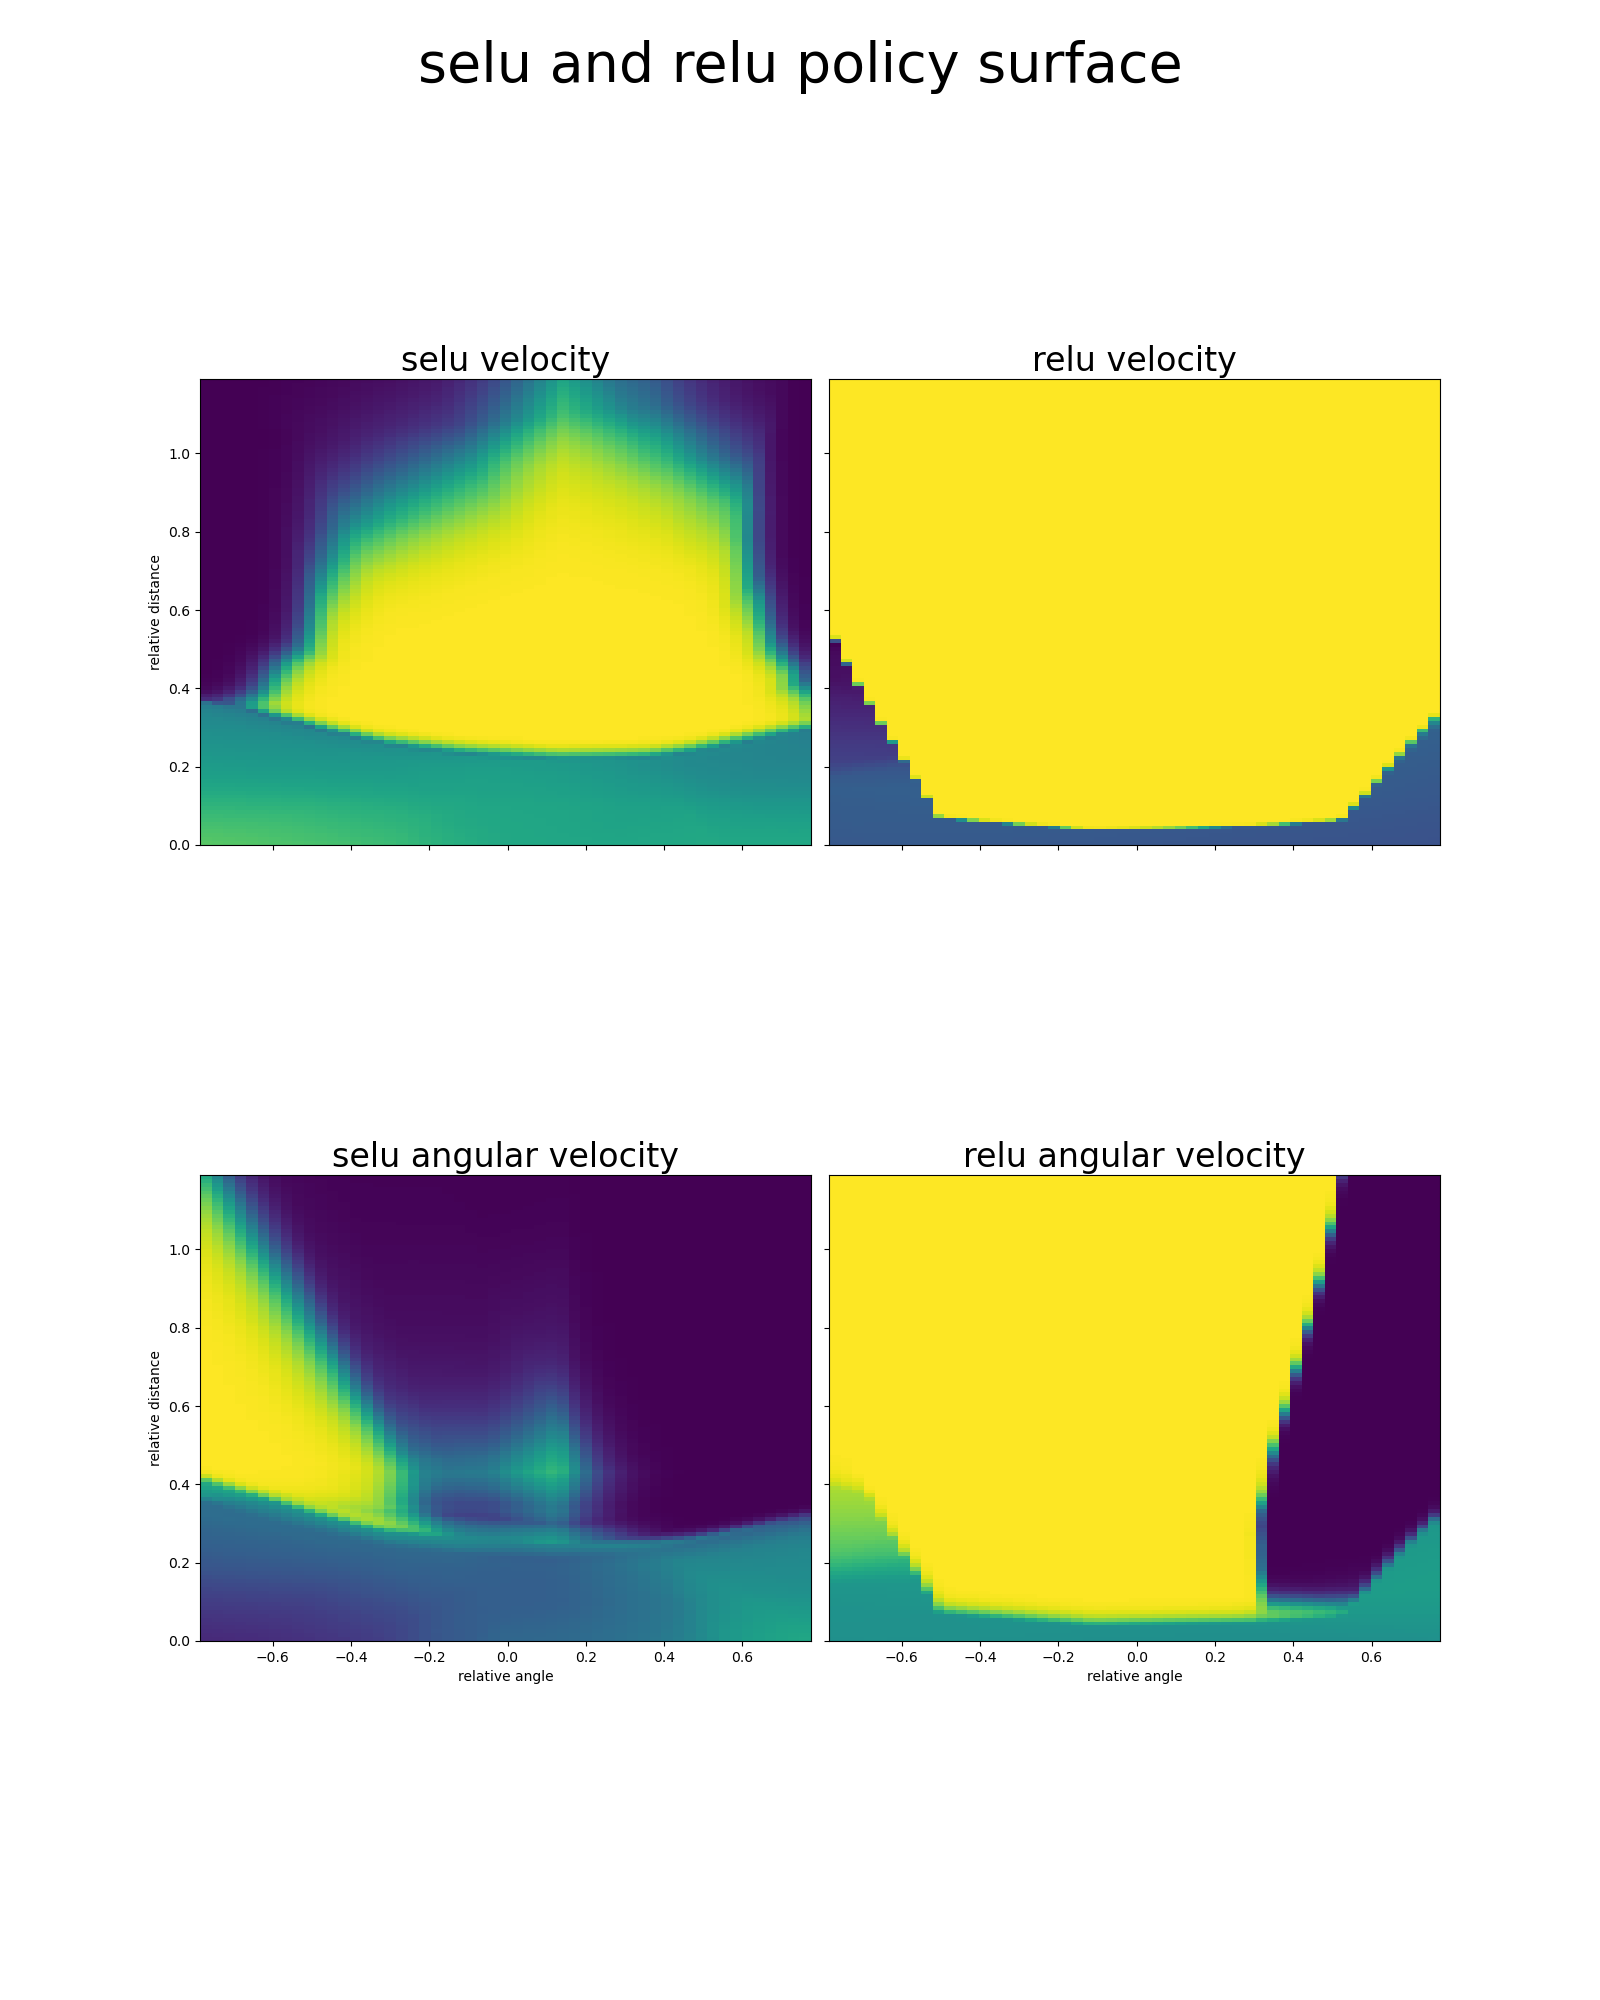 selu and relu policy surface
selu velocity
relu velocity
1.0
0.8
0.6
0.4
0.2
0.0
relative distance
selu angular velocity
relu angular velocity
1.0
0.8
0.6
0.4
0.2
0.0
relative distance
−0.6 −0.4 −0.2 0.0 0.2 0.4 0.6
relative angle
−0.6 −0.4 −0.2 0.0 0.2 0.4 0.6
relative angle